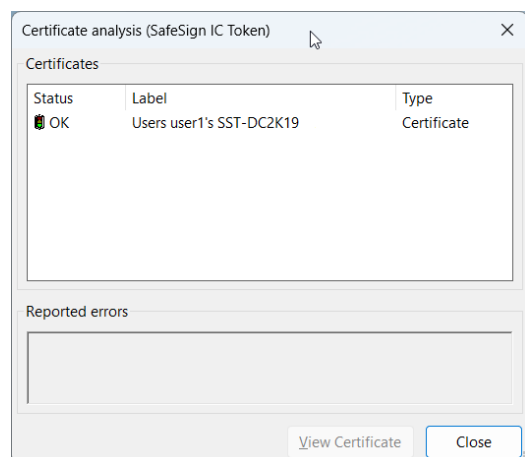 Certificate analysis (SafeSign IC Token)
Certificates
Status Label Type
OK Users user1's SST-DC2K19 Certificate
Reported errors
View Certificate Close